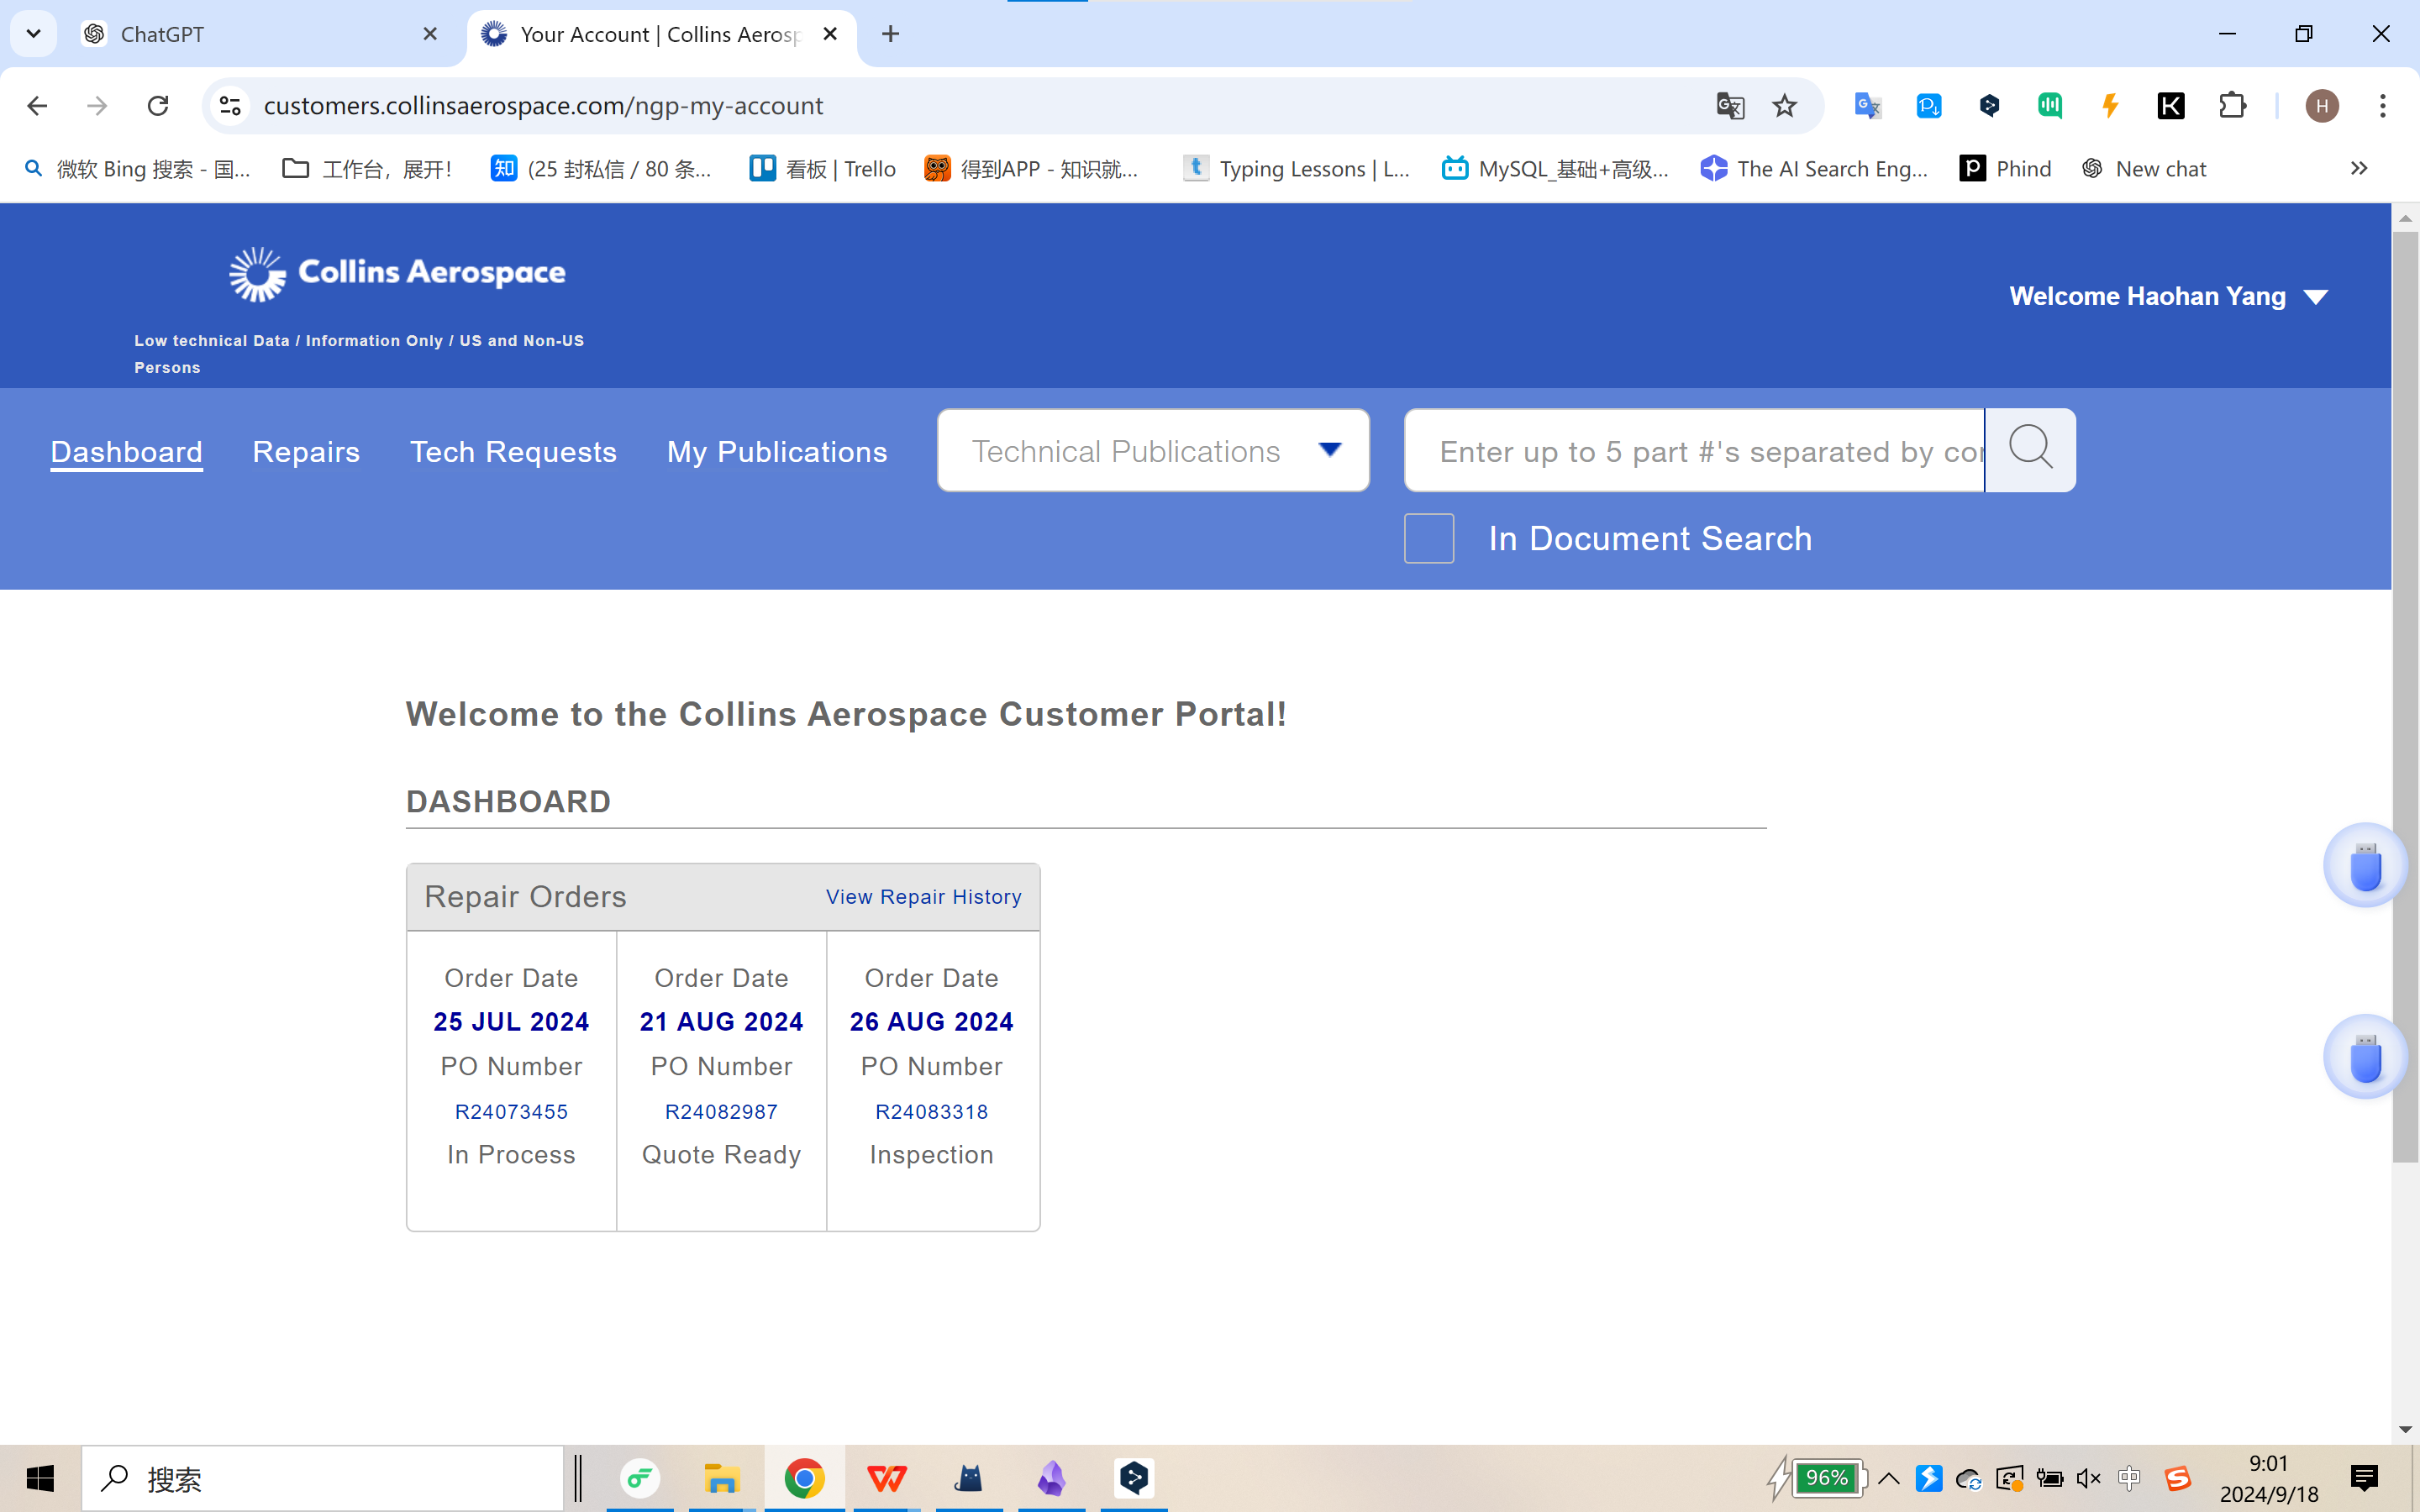 ChatGPT
Your Account | Collins Aerosp
customers.collinsaerospace.com/ngp-my-account
H
微软 Bing 搜索 - 国...
工作台，展开！
知
(25 封私信 / 80 条...
看板 | Trello
得到APP - 知识就...
Typing Lessons | L...
MySQL_基础+高级...
The AI Search Eng...
Phind
New chat
Collins Aerospace
Low technical Data / Information Only / US and Non-US
Persons
Welcome Haohan Yang
Dashboard
Repairs
Tech Requests
My Publications
Technical Publications
Enter up to 5 part #'s separated by co
In Document Search
Welcome to the Collins Aerospace Customer Portal!
DASHBOARD
Repair Orders
View Repair History
Order Date
25 JUL 2024
PO Number
R24073455
In Process
Order Date
21 AUG 2024
PO Number
R24082987
Quote Ready
Order Date
26 AUG 2024
PO Number
R24083318
Inspection
搜索
96%
中
9:01
2024/9/18